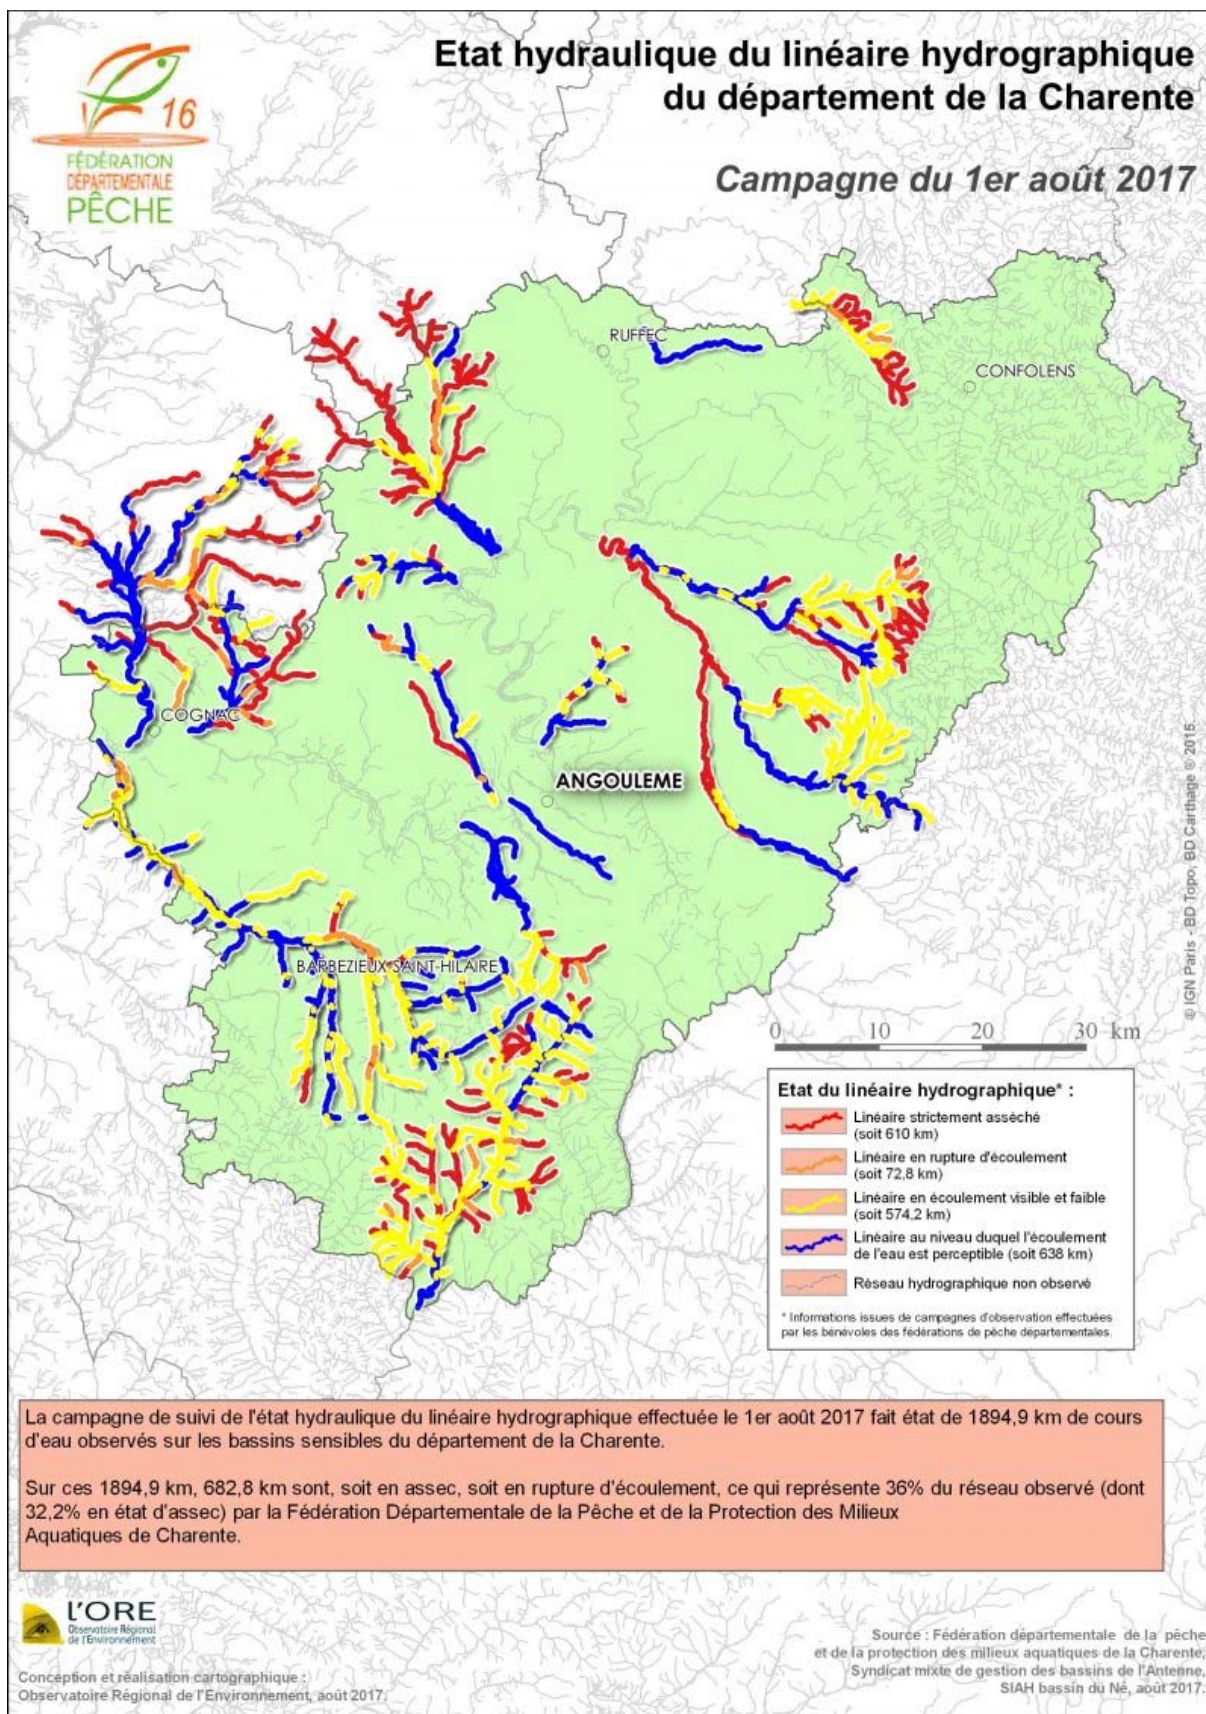 Etat hydraulique du linéaire hydrographique
du département de la Charente
Campagne du 1er août 2017
16
FÉDÉRATION
DÉPARTEMENTALE
PÊCHE
RUFFEC
CONFOLENS
COGNAC
ANGOULEME
BARBEZIEUX-SAINT-HILAIRE
© IGN Paris - BD Topo, BD Carthage © 2015.
0 10 20 30 km
Etat du linéaire hydrographique* :
Linéaire strictement asséché
(soit 610 km)
Linéaire en rupture d'écoulement
(soit 72,8 km)
Linéaire en écoulement visible et faible
(soit 574,2 km)
Linéaire au niveau duquel l'écoulement
de l'eau est perceptible (soit 638 km)
Réseau hydrographique non observé
* Informations issues de campagnes d'observation effectuées
par les bénévoles des fédérations de pêche départementales.
La campagne de suivi de l'état hydraulique du linéaire hydrographique effectuée le 1er août 2017 fait état de 1894,9 km de cours
d'eau observés sur les bassins sensibles du département de la Charente.
Sur ces 1894,9 km, 682,8 km sont, soit en assec, soit en rupture d'écoulement, ce qui représente 36% du réseau observé (dont
32,2% en état d'assec) par la Fédération Départementale de la Pêche et de la Protection des Milieux
Aquatiques de Charente.
L'ORE
Observatoire Régional
de l'Environnement
Conception et réalisation cartographique :
Observatoire Régional de l'Environnement, août 2017.
Source : Fédération départementale de la pêche
et de la protection des milieux aquatiques de la Charente,
Syndicat mixte de gestion des bassins de l'Antenne,
SIAH bassin du Né, août 2017.